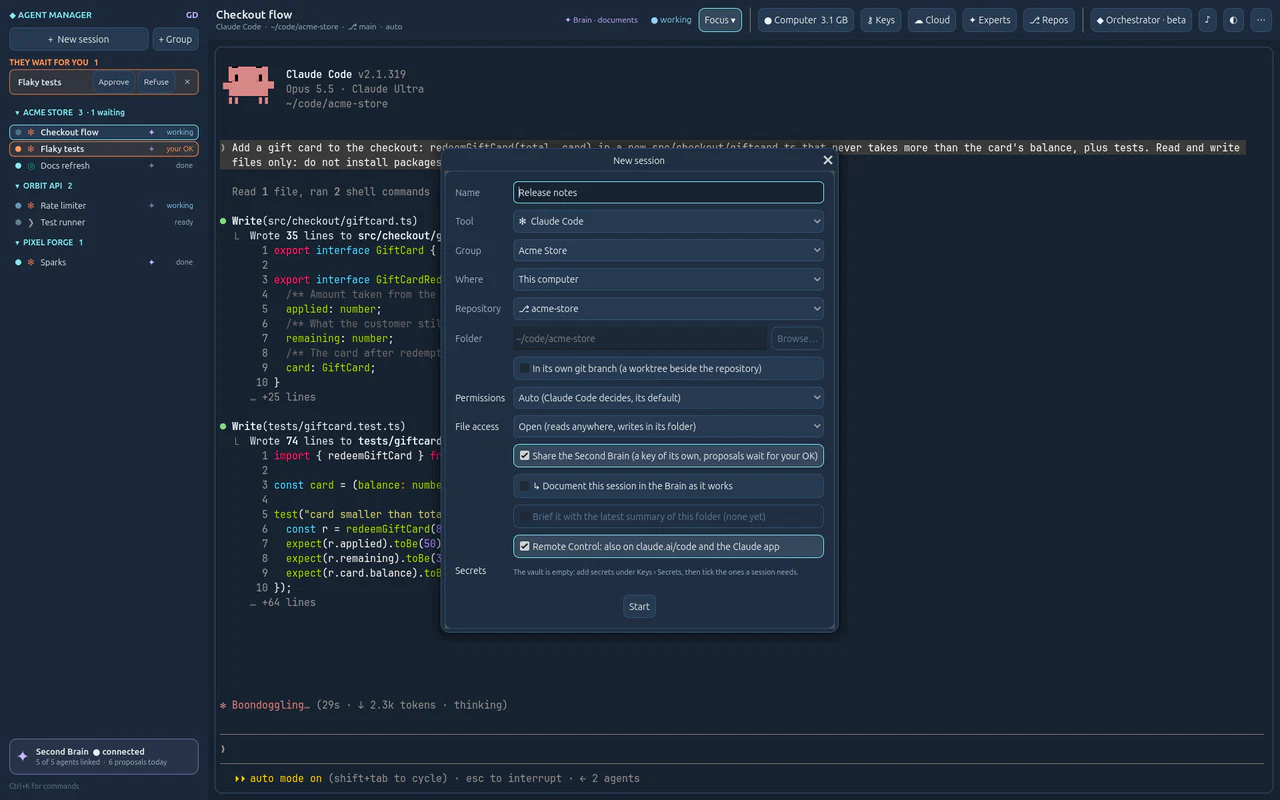 ◆ AGENT MANAGER GD
+ New session + Group
THEY WAIT FOR YOU 1
Flaky tests Approve Refuse ×
▾ ACME STORE 3 · 1 waiting
Checkout flow working
Flaky tests your OK
Docs refresh done
▾ ORBIT API 2
Rate limiter working
Test runner ready
▾ PIXEL FORGE 1
Sparks done
Second Brain ● connected
5 of 5 agents linked · 6 proposals today
Ctrl+K for commands
Checkout flow
Claude Code · ~/code/acme-store · ⎇ main · auto
✦ Brain · documents ● working Focus ▾ ● Computer 3.1 GB Keys ☁ Cloud ✦ Experts ⎇ Repos ◆ Orchestrator · beta ♪ ◐ ⋯
Claude Code v2.1.319
Opus 5.5 · Claude Ultra
~/code/acme-store
❯ Add a gift card to the checkout: redeemGiftCard(total, card) in a new src/checkout/giftcard.ts that never takes more than the card's balance, plus tests. Read and write
files only: do not install packages
Read 1 file, ran 2 shell commands
● Write(src/checkout/giftcard.ts)
└ Wrote 35 lines to src/checkout/g
1 export interface GiftCard {
2
3 export interface GiftCardRed
4 /** Amount taken from the
5 applied: number;
6 /** What the customer stil
7 remaining: number;
8 /** The card after redempt
9 card: GiftCard;
10 }
… +25 lines
● Write(tests/giftcard.test.ts)
└ Wrote 74 lines to tests/giftcard
1 import { redeemGiftCard } fr
2
3 const card = (balance: numbe
4
5 test("card smaller than tota
6 const r = redeemGiftCard(8
7 expect(r.applied).toBe(50)
8 expect(r.remaining).toBe(3
9 expect(r.card.balance).toB
10 });
… +64 lines
✻ Boondoggling… (29s · ↓ 2.3k tokens · thinking)
❯
⏵⏵ auto mode on (shift+tab to cycle) · esc to interrupt · ← 2 agents
New session ×
Name Release notes
Tool ✻ Claude Code
Group Acme Store
Where This computer
Repository ⎇ acme-store
Folder ~/code/acme-store Browse…
In its own git branch (a worktree beside the repository)
Permissions Auto (Claude Code decides, its default)
File access Open (reads anywhere, writes in its folder)
Share the Second Brain (a key of its own, proposals wait for your OK)
↳ Document this session in the Brain as it works
Brief it with the latest summary of this folder (none yet)
Remote Control: also on claude.ai/code and the Claude app
Secrets The vault is empty: add secrets under Keys › Secrets, then tick the ones a session needs.
Start